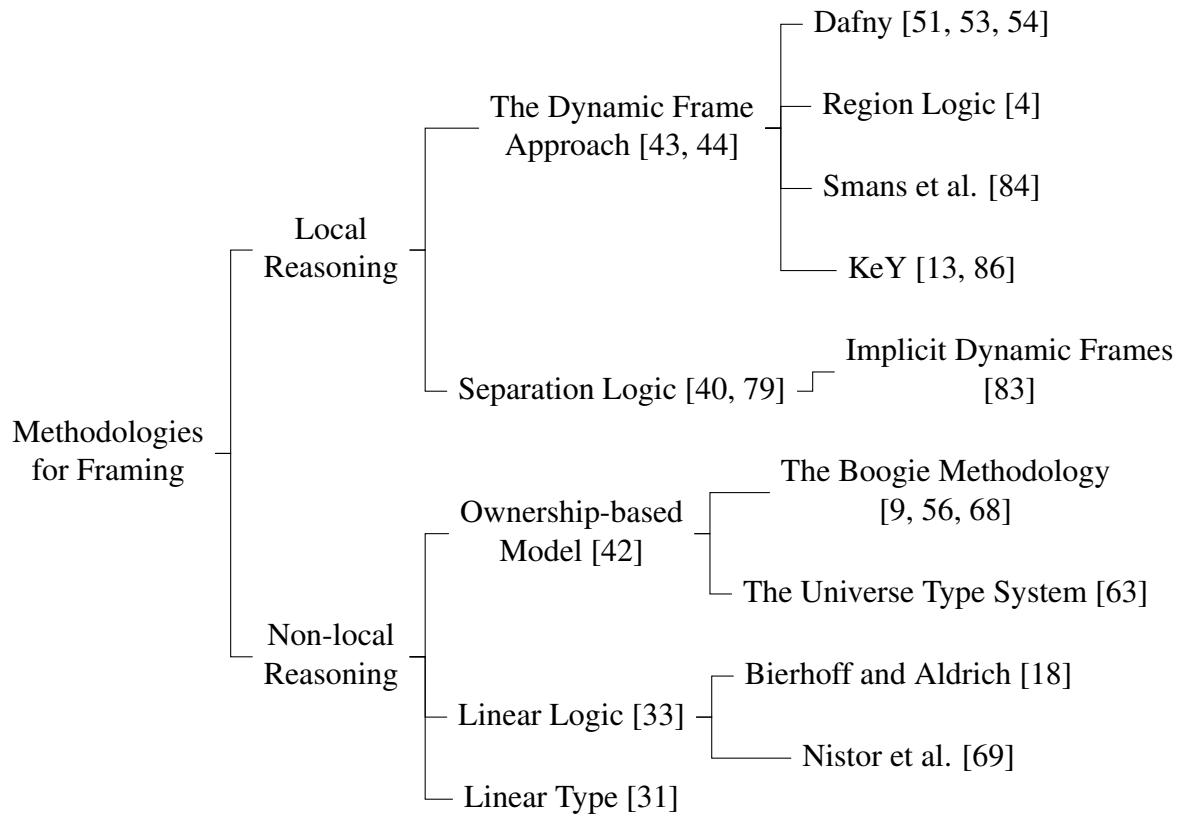 Dafny [51, 53, 54]
The Dynamic Frame
Approach [43, 44]
Region Logic [4]
Smans et al. [84]
Local
Reasoning
KeY [13, 86]
Implicit Dynamic Frames
[83]
Separation Logic [40, 79]
Methodologies
for Framing
The Boogie Methodology
[9, 56, 68]
Ownership-based
Model [42]
The Universe Type System [63]
Non-local
Reasoning
Bierhoff and Aldrich [18]
Linear Logic [33]
Nistor et al. [69]
Linear Type [31]